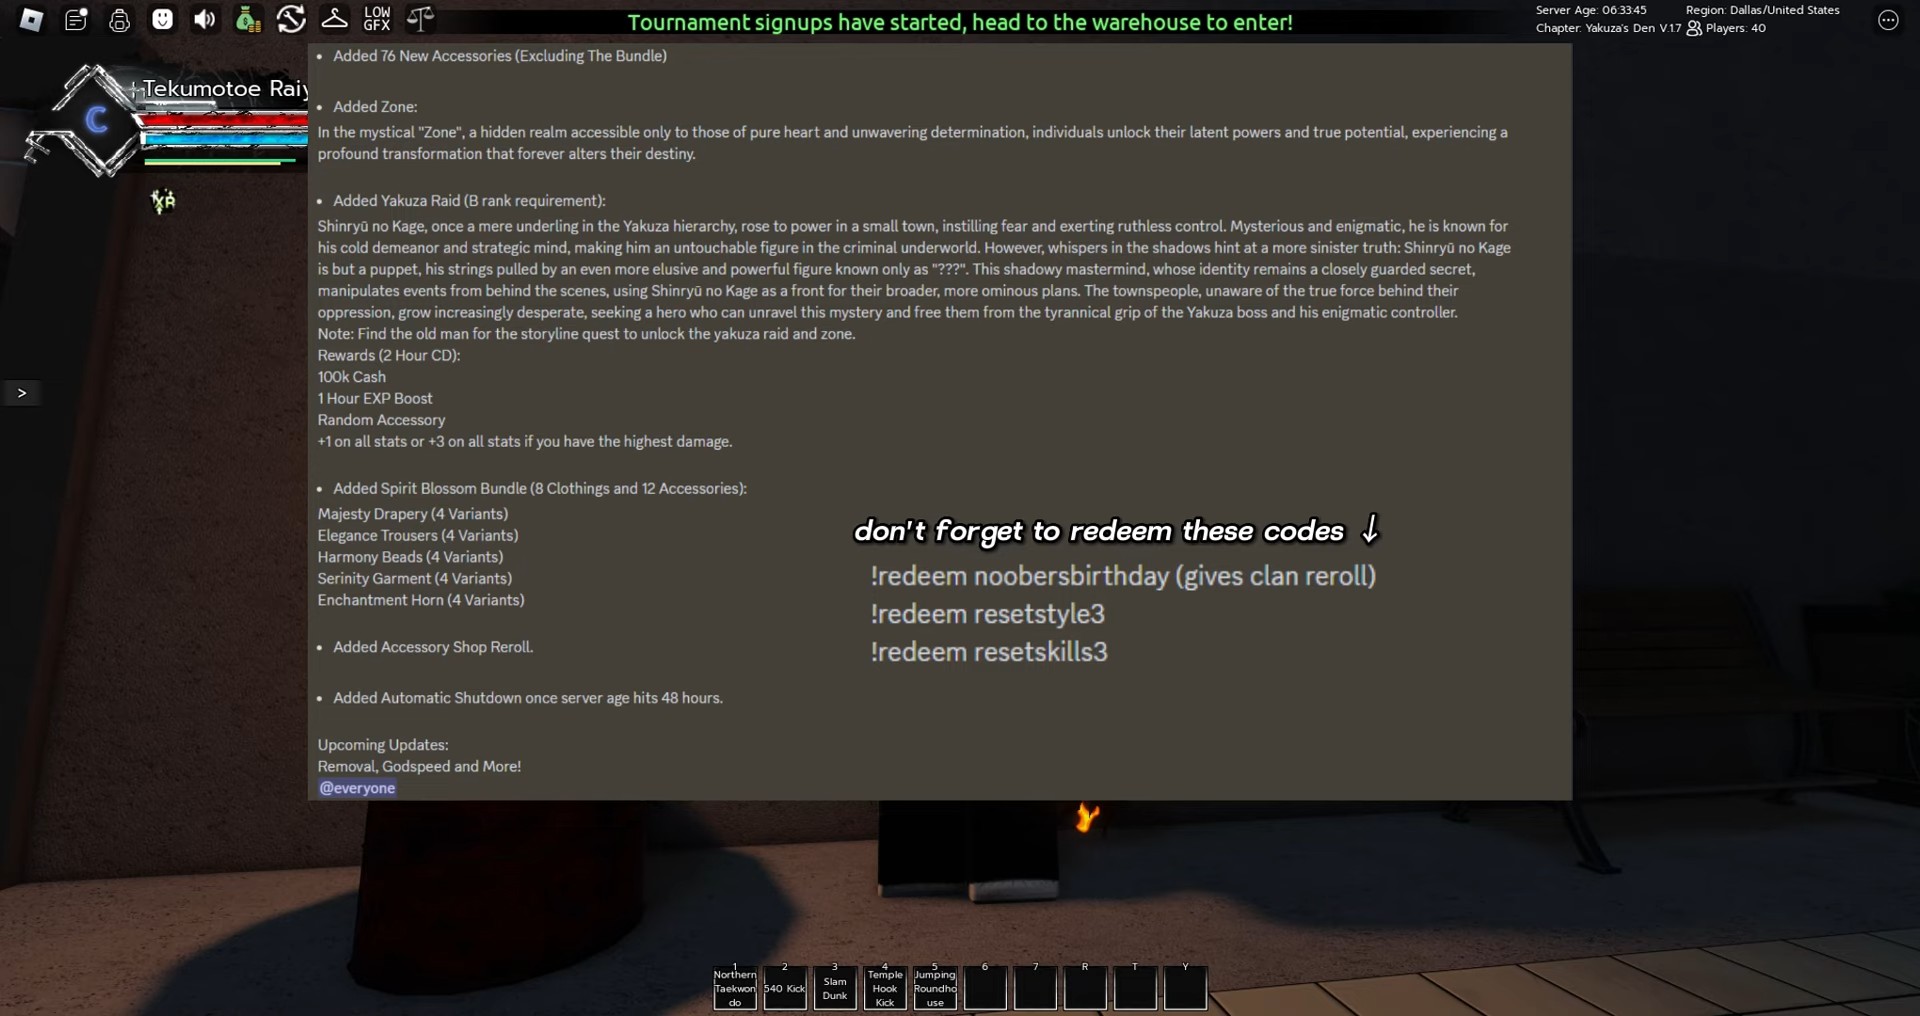 LOW
GFX
Tournament signups have started, head to the warehouse to enter!
Server Age: 06:33:45
Region: Dallas/United States
Chapter: Yakuza's Den V.1.7
Players: 40
Tekumotoe Raiy
C
XP
>
• Added 76 New Accessories (Excluding The Bundle)
• Added Zone:
In the mystical "Zone", a hidden realm accessible only to those of pure heart and unwavering determination, individuals unlock their latent powers and true potential, experiencing a
profound transformation that forever alters their destiny.
• Added Yakuza Raid (B rank requirement):
Shinryū no Kage, once a mere underling in the Yakuza hierarchy, rose to power in a small town, instilling fear and exerting ruthless control. Mysterious and enigmatic, he is known for
his cold demeanor and strategic mind, making him an untouchable figure in the criminal underworld. However, whispers in the shadows hint at a more sinister truth: Shinryū no Kage
is but a puppet, his strings pulled by an even more elusive and powerful figure known only as "???". This shadowy mastermind, whose identity remains a closely guarded secret,
manipulates events from behind the scenes, using Shinryū no Kage as a front for their broader, more ominous plans. The townspeople, unaware of the true force behind their
oppression, grow increasingly desperate, seeking a hero who can unravel this mystery and free them from the tyrannical grip of the Yakuza boss and his enigmatic controller.
Note: Find the old man for the storyline quest to unlock the yakuza raid and zone.
Rewards (2 Hour CD):
100k Cash
1 Hour EXP Boost
Random Accessory
+1 on all stats or +3 on all stats if you have the highest damage.
• Added Spirit Blossom Bundle (8 Clothings and 12 Accessories):
Majesty Drapery (4 Variants)
Elegance Trousers (4 Variants)
Harmony Beads (4 Variants)
Serinity Garment (4 Variants)
Enchantment Horn (4 Variants)
• Added Accessory Shop Reroll.
• Added Automatic Shutdown once server age hits 48 hours.
Upcoming Updates:
Removal, Godspeed and More!
@everyone
don't forget to redeem these codes ↓
!redeem noobersbirthday (gives clan reroll)
!redeem resetstyle3
!redeem resetskills3
1 2 3 4 5 6 7 R T Y
Northern
Taekwon
do
540 Kick
Slam
Dunk
Temple
Hook
Kick
Jumping
Roundho
use